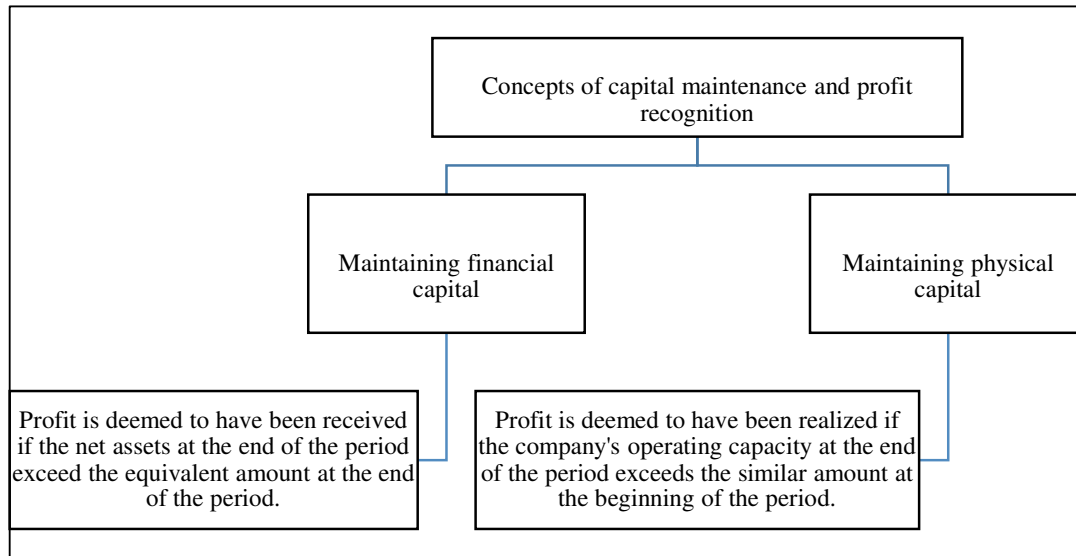 Concepts of capital maintenance and profit
recognition
Maintaining financial
capital
Maintaining physical
capital
Profit is deemed to have been received
if the net assets at the end of the period
exceed the equivalent amount at the end
of the period.
Profit is deemed to have been realized if
the company's operating capacity at the end
of the period exceeds the similar amount at
the beginning of the period.